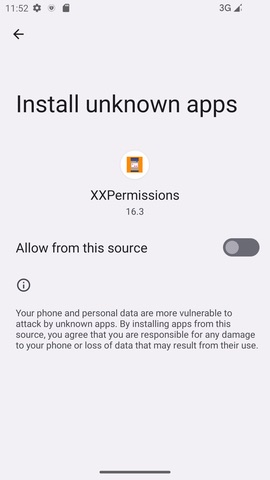 11:52
3G
Install unknown apps
XXPermissions
16.3
Allow from this source
Your phone and personal data are more vulnerable to
attack by unknown apps. By installing apps from this
source, you agree that you are responsible for any damage
to your phone or loss of data that may result from their use.